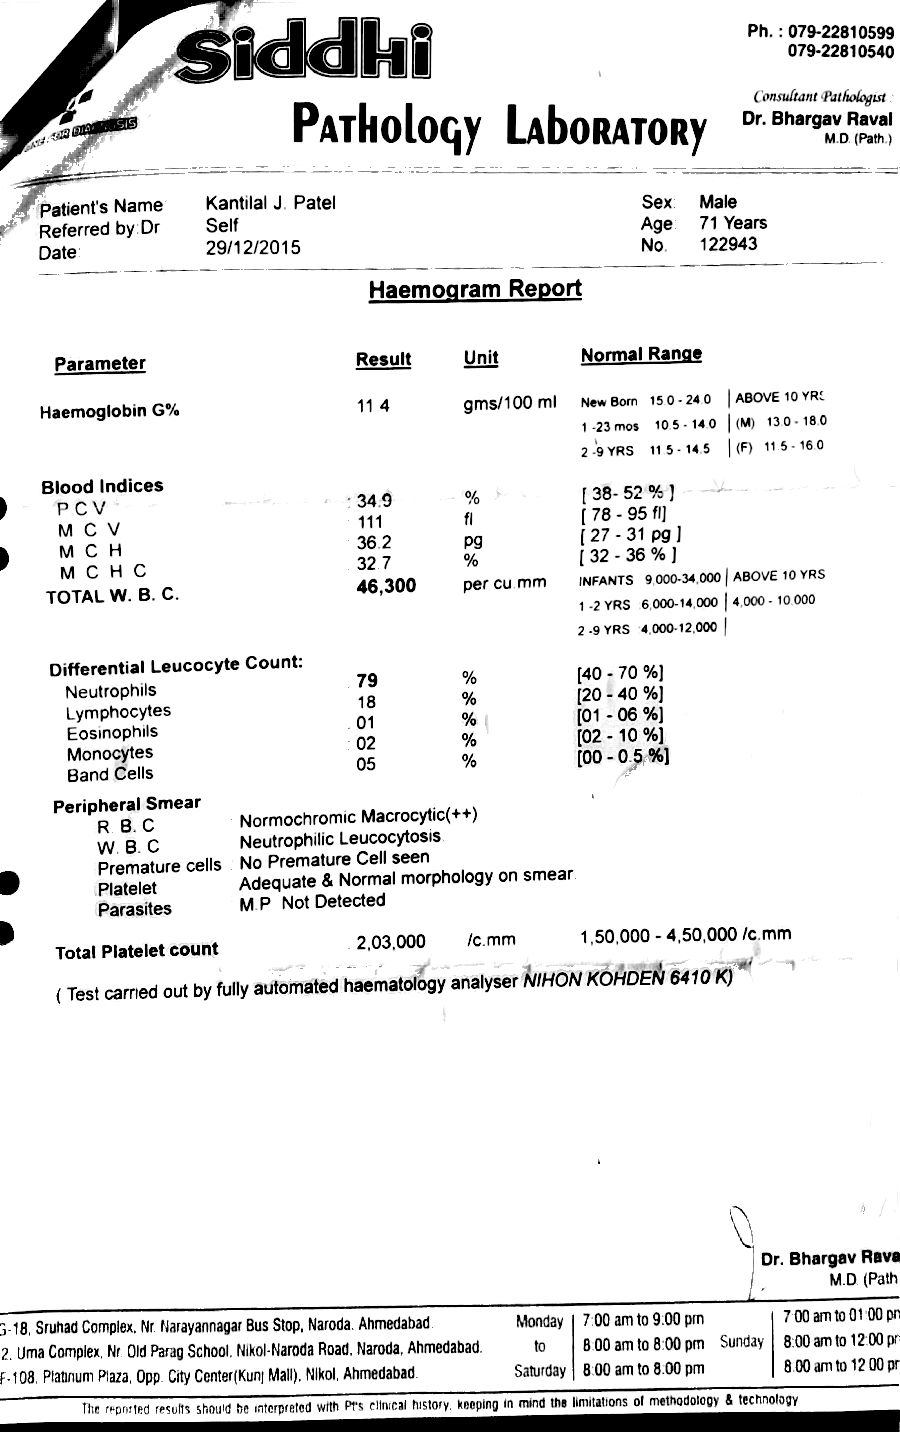 Siddhi
Pathology Laboratory
Ph. : 079-22810599
079-22810540
Consultant Pathologist :
Dr. Bhargav Raval
M.D. (Path.)
DIAGNOSIS
Patient's Name Kantilal J. Patel Sex: Male
Referred by:Dr Self Age: 71 Years
Date: 29/12/2015 No. 122943
Haemogram Report
Parameter Result Unit Normal Range
Haemoglobin G% 11.4 gms/100 ml New Born 15.0 - 24.0 | ABOVE 10 YRS
1 -23 mos 10.5 - 14.0 | (M) 13.0 - 18.0
2 -9 YRS 11.5 - 14.5 | (F) 11.5 - 16.0
Blood Indices
P C V : 34.9 % [ 38- 52 % ]
M C V 111 fl [ 78 - 95 fl]
M C H 36.2 pg [ 27 - 31 pg ]
M C H C 32.7 % [ 32 - 36 % ]
TOTAL W. B. C. 46,300 per cu.mm INFANTS 9,000-34,000 | ABOVE 10 YRS
1 -2 YRS 6,000-14,000 | 4,000 - 10.000
2 -9 YRS 4,000-12,000 |
Differential Leucocyte Count:
Neutrophils 79 % [40 - 70 %]
Lymphocytes 18 % [20 - 40 %]
Eosinophils : 01 % [01 - 06 %]
Monocytes : 02 % [02 - 10 %]
Band Cells 05 % [00 - 0.5 %]
Peripheral Smear
R. B. C Normochromic Macrocytic(++)
W. B. C Neutrophilic Leucocytosis
Premature cells No Premature Cell seen
Platelet Adequate & Normal morphology on smear
Parasites M.P Not Detected
Total Platelet count 2,03,000 /c.mm 1,50,000 - 4,50,000 /c.mm
( Test carried out by fully automated haematology analyser NIHON KOHDEN 6410 K)
Dr. Bhargav Rava
M.D. (Path
G-18, Sruhad Complex, Nr. Narayannagar Bus Stop, Naroda. Ahmedabad. Monday 7:00 am to 9:00 pm 7:00 am to 01:00 pm
2. Uma Complex, Nr. Old Parag School, Nikol-Naroda Road, Naroda, Ahmedabad. to 8:00 am to 8:00 pm Sunday 8:00 am to 12:00 pr
F-108, Platinum Plaza, Opp. City Center(Kunj Mall), Nikol, Ahmedabad. Saturday 8:00 am to 8:00 pm 8:00 am to 12:00 pr
The reported results should be interpreted with Pt's clinical history, keeping in mind the limitations of methodology & technology